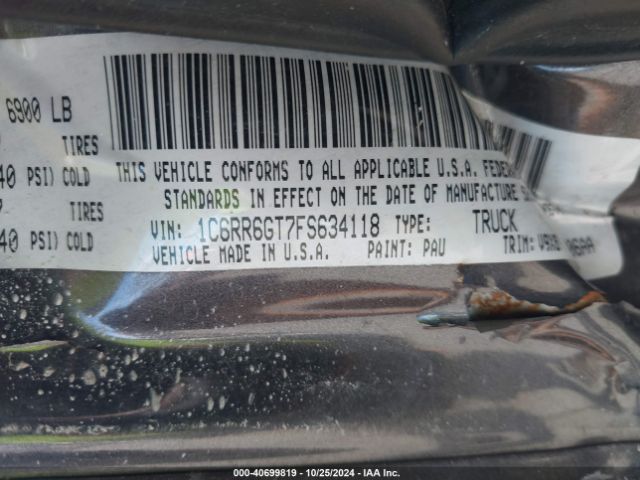 6900 LB
TIRES
40 PSI) COLD
TIRES
40 PSI) COLD
THIS VEHICLE CONFORMS TO ALL APPLICABLE U.S.A. FEDER
STANDARDS IN EFFECT ON THE DATE OF MANUFACTURE
VIN: 1C6RR6GT7FS634118 TYPE: TRUCK
VEHICLE MADE IN U.S.A. PAINT: PAU TRIM:
000-40699819 - 10/25/2024 - IAA Inc.